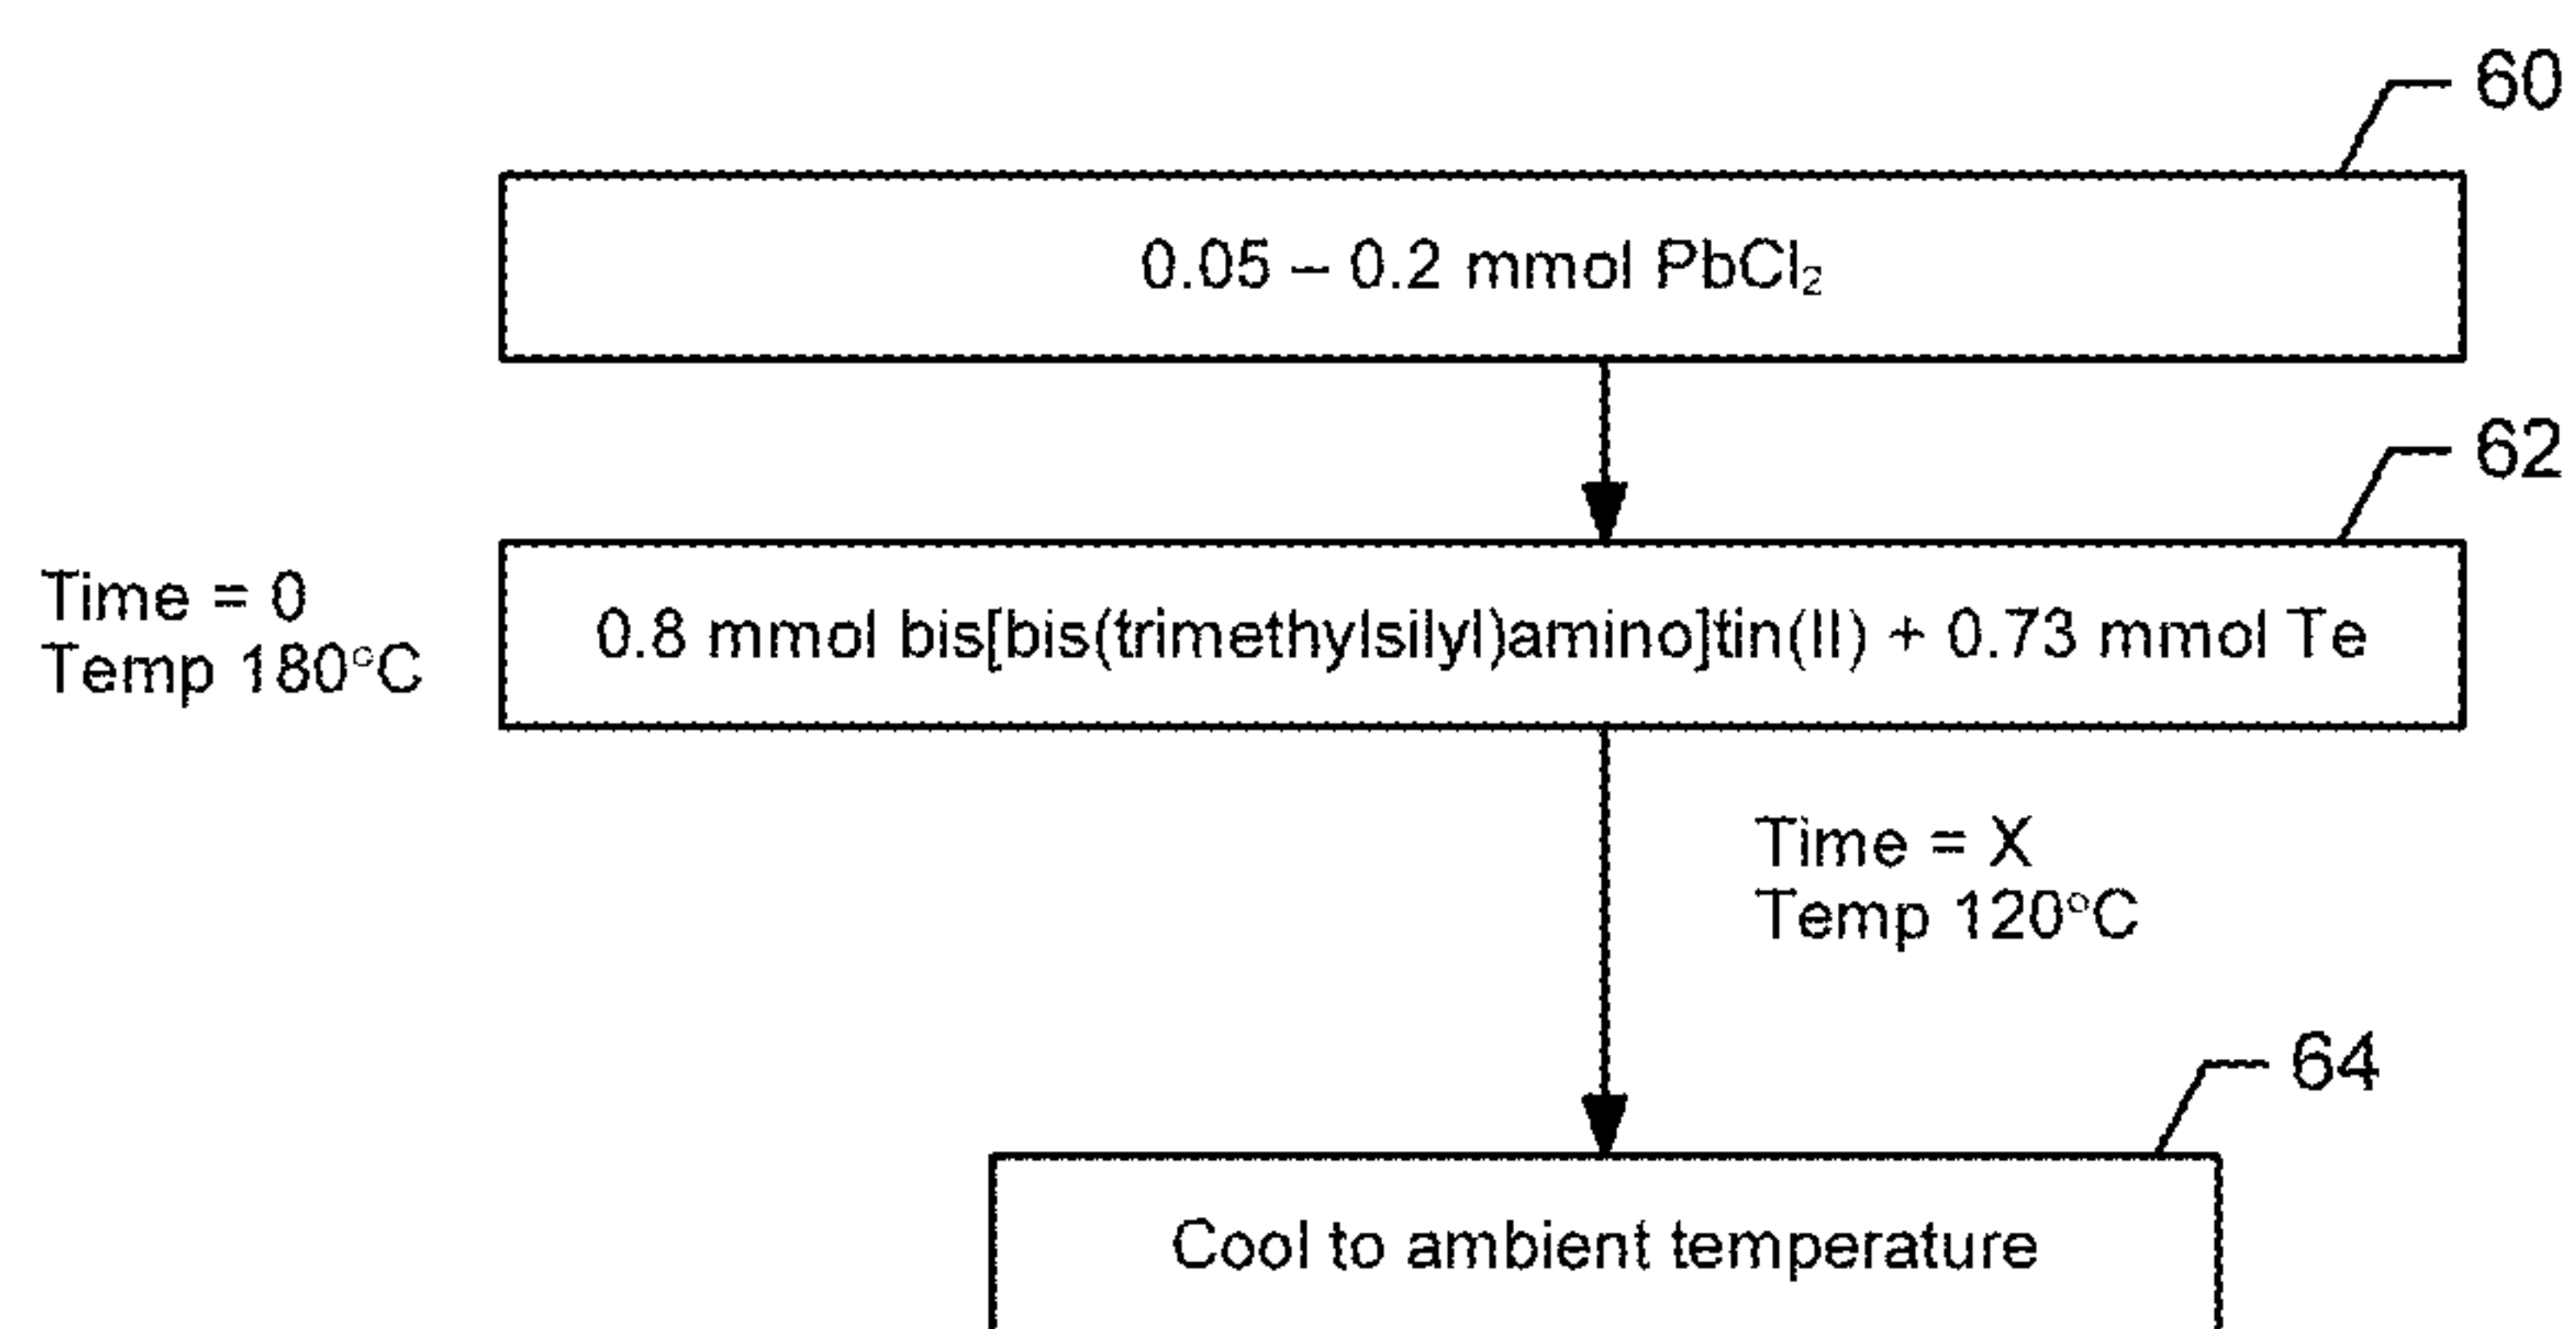 60
0.05 – 0.2 mmol PbCl₂
62
Time = 0
Temp 180°C
0.8 mmol bis[bis(trimethylsilyl)amino]tin(II) + 0.73 mmol Te
Time = X
Temp 120°C
64
Cool to ambient temperature